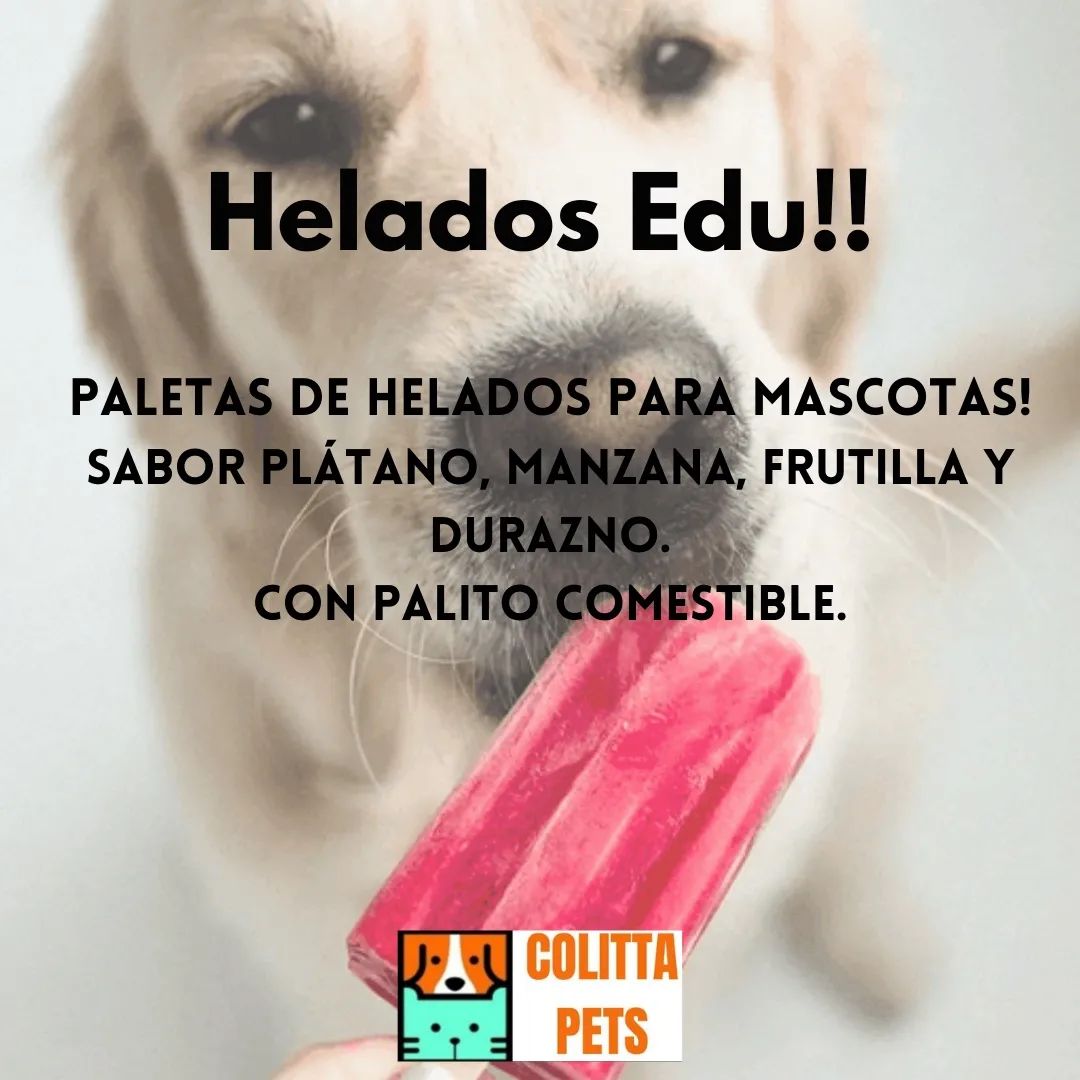 Helados Edu!!
PALETAS DE HELADOS PARA MASCOTAS!
SABOR PLÁTANO, MANZANA, FRUTILLA Y
DURAZNO.
CON PALITO COMESTIBLE.
COLITTA
PETS